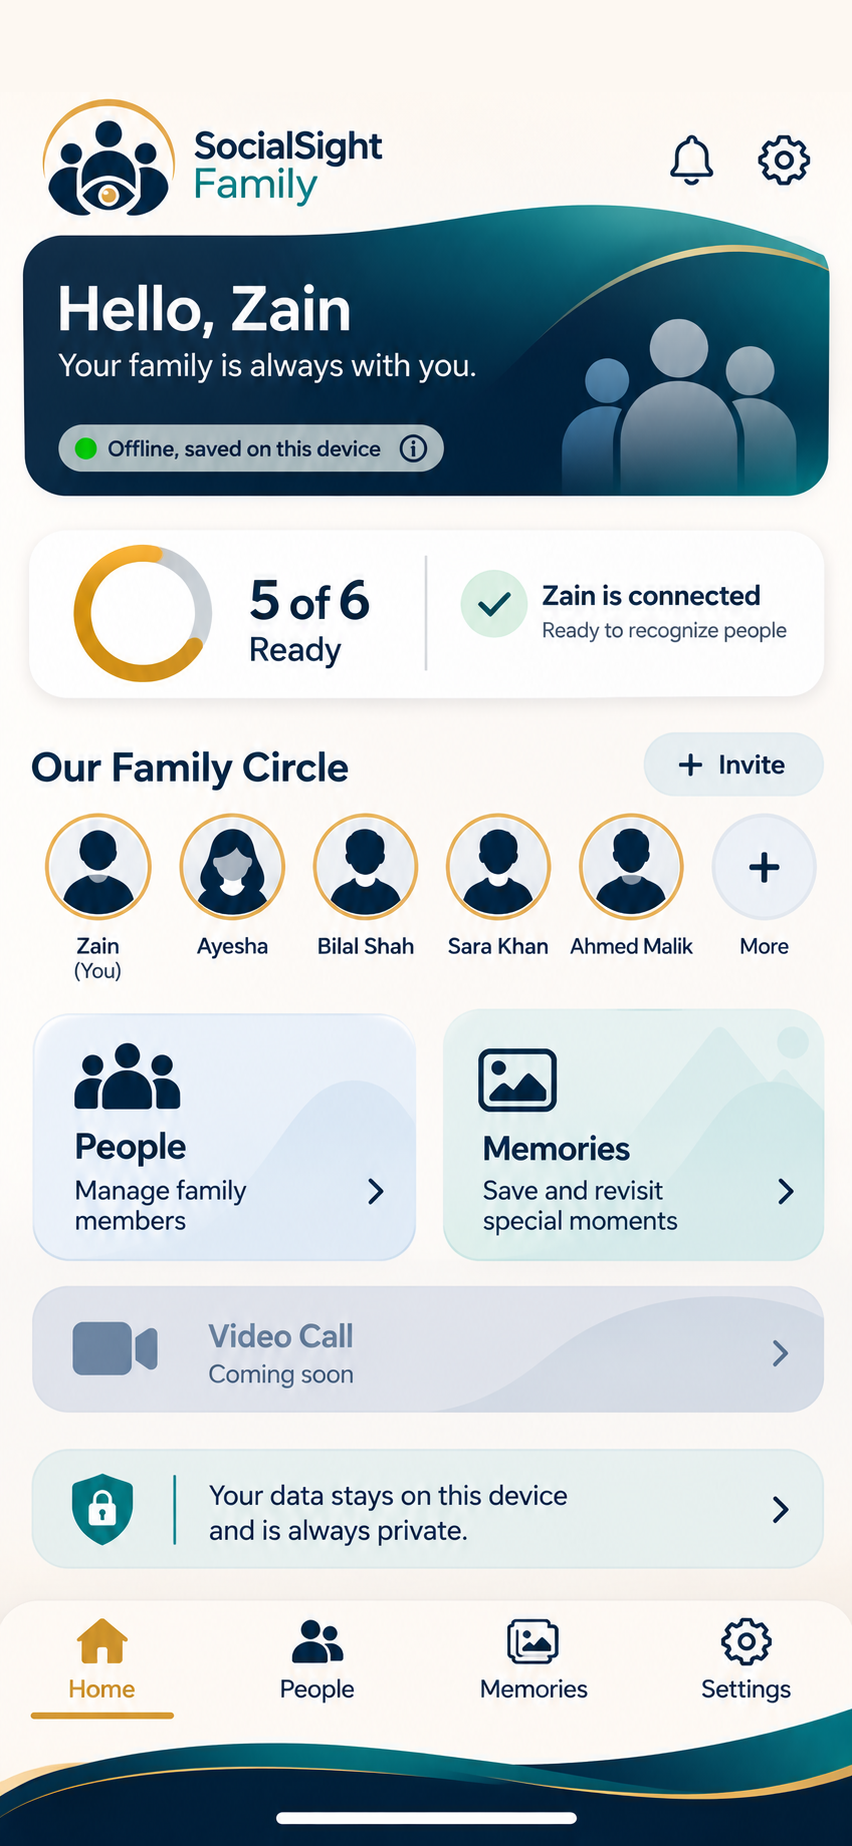 SocialSight
Family
Hello, Zain
Your family is always with you.
Offline, saved on this device
5 of 6
Ready
Zain is connected
Ready to recognize people
Our Family Circle
+ Invite
Zain
(You)
Ayesha
Bilal Shah
Sara Khan
Ahmed Malik
More
People
Manage family
members
Memories
Save and revisit
special moments
Video Call
Coming soon
Your data stays on this device
and is always private.
Home
People
Memories
Settings